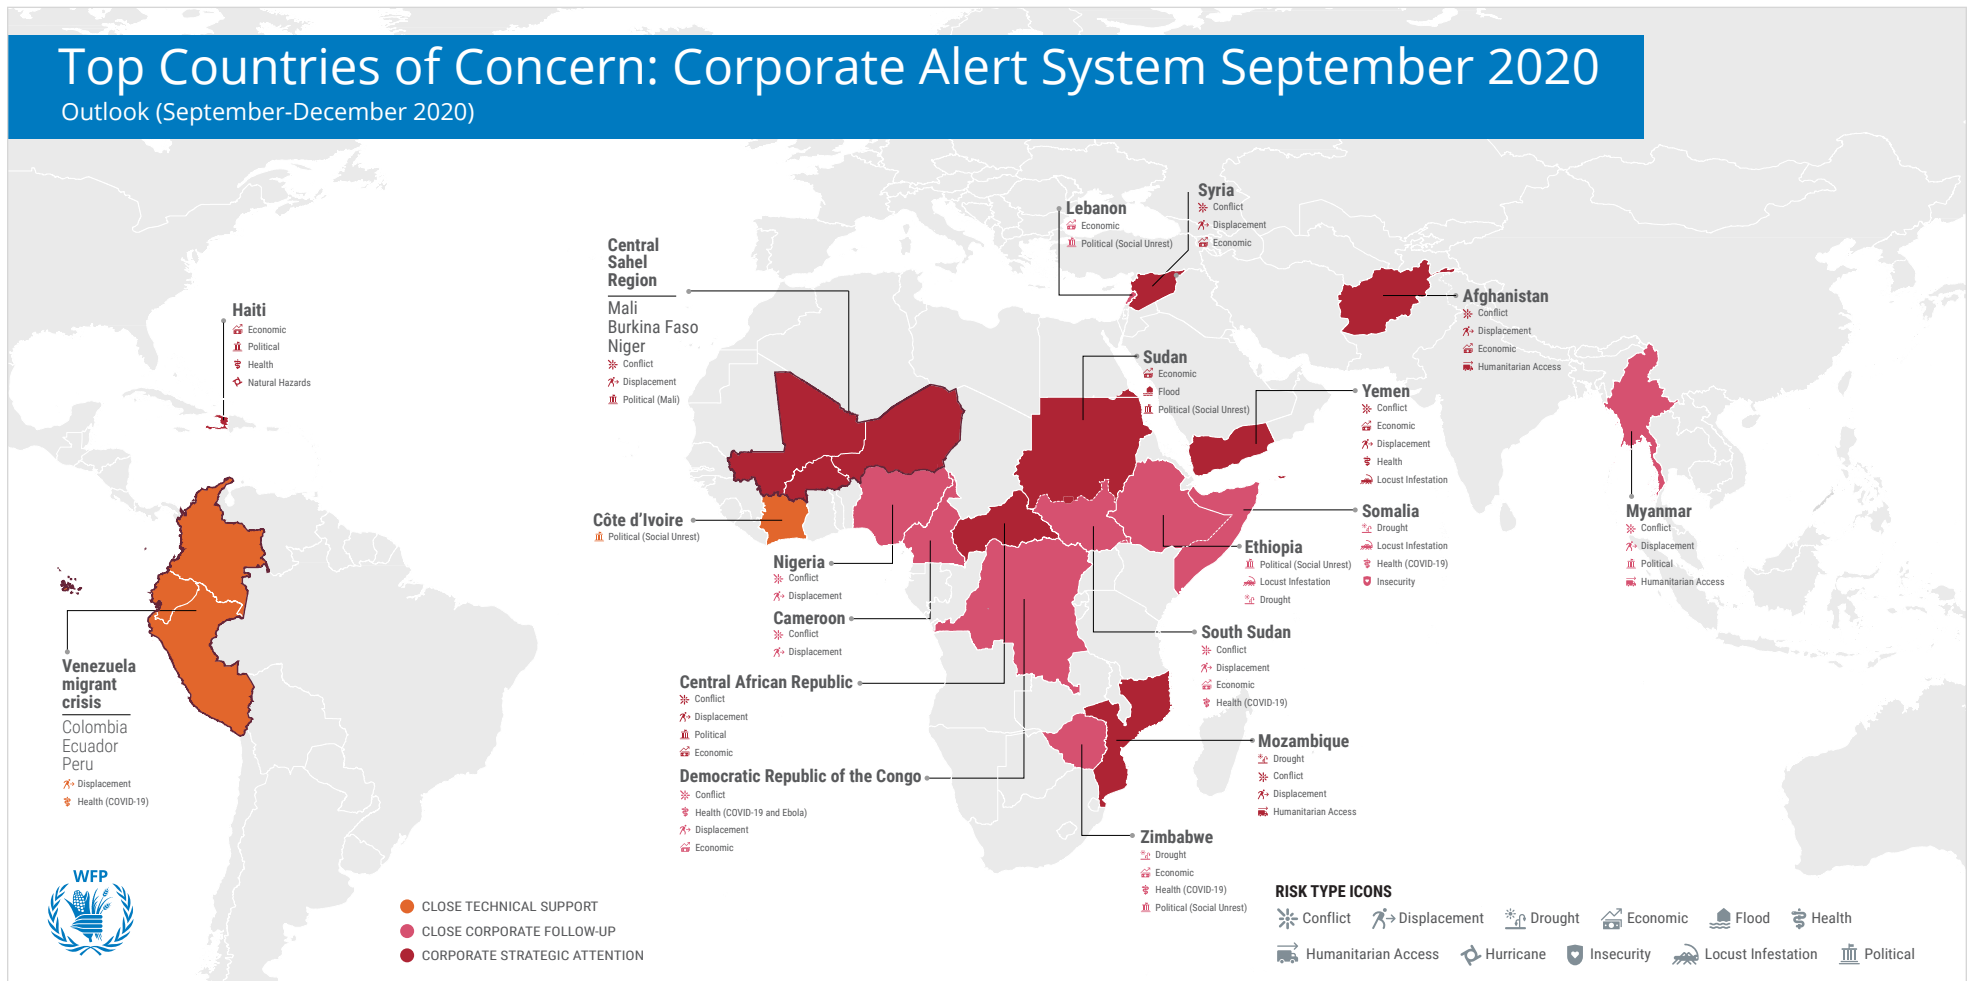 Top Countries of Concern: Corporate Alert System September 2020
Outlook (September-December 2020)
Haiti
Economic
Political
Health
Natural Hazards
Venezuela
migrant
crisis
Colombia
Ecuador
Peru
Displacement
Health (COVID-19)
Central
Sahel
Region
Mali
Burkina Faso
Niger
Conflict
Displacement
Political (Mali)
Côte d’Ivoire
Political (Social Unrest)
Nigeria
Conflict
Displacement
Cameroon
Conflict
Displacement
Central African Republic
Conflict
Displacement
Political
Economic
Democratic Republic of the Congo
Conflict
Health (COVID-19 and Ebola)
Displacement
Economic
Lebanon
Economic
Political (Social Unrest)
Syria
Conflict
Displacement
Economic
Sudan
Economic
Flood
Political (Social Unrest)
Afghanistan
Conflict
Displacement
Economic
Humanitarian Access
Yemen
Conflict
Economic
Displacement
Health
Locust Infestation
Somalia
Drought
Locust Infestation
Health (COVID-19)
Insecurity
Ethiopia
Political (Social Unrest)
Locust Infestation
Drought
South Sudan
Conflict
Displacement
Economic
Health (COVID-19)
Mozambique
Drought
Conflict
Displacement
Humanitarian Access
Zimbabwe
Drought
Economic
Health (COVID-19)
Political (Social Unrest)
Myanmar
Conflict
Displacement
Political
Humanitarian Access
WFP
CLOSE TECHNICAL SUPPORT
CLOSE CORPORATE FOLLOW-UP
CORPORATE STRATEGIC ATTENTION
RISK TYPE ICONS
Conflict Displacement Drought Economic Flood Health
Humanitarian Access Hurricane Insecurity Locust Infestation Political